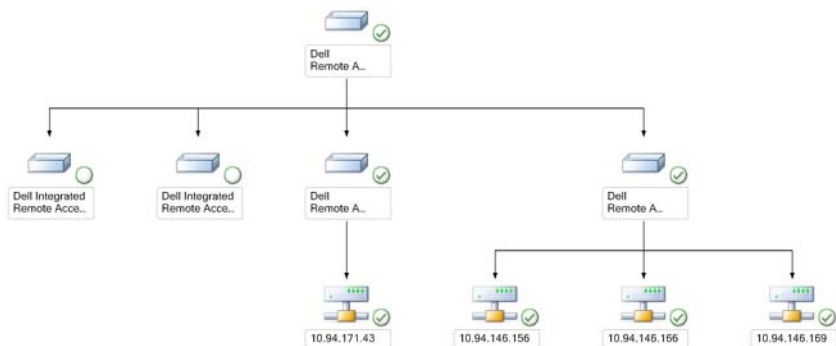 Dell
Remote A...
Dell Integrated
Remote Acce...
Dell Integrated
Remote Acce...
Dell
Remote A...
Dell
Remote A...
10.94.171.43
10.94.146.156
10.94.146.166
10.94.146.169